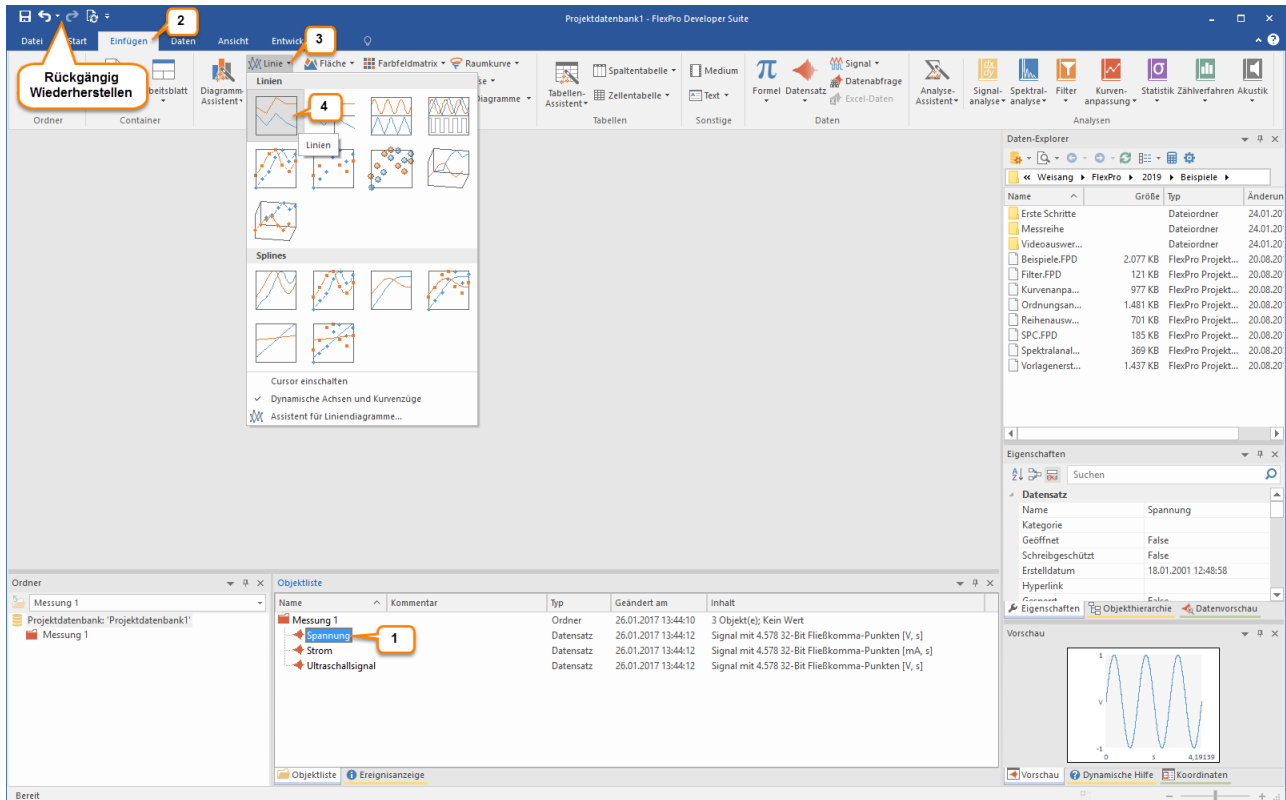 Projektdatenbank1 - FlexPro Developer Suite
2
Datei Start Einfügen Daten Ansicht Entwick
3
Rückgängig
Wiederherstellen
beitsblatt
Ordner
Container
Diagramm-
Assistent
Linie
Fläche
Farbfeldmatrix
Raumkurve
se
Diagramme
Tabellen-
Assistent
Spaltentabelle
Zellentabelle
Tabellen
Medium
Text
Sonstige
Formel
Datensatz
Signal
Datenabfrage
Excel-Daten
Daten
Analyse-
Assistent
Signal-
analyse
Spektral-
analyse
Filter
Kurven-
anpassung
Statistik
Zählverfahren
Akustik
Analysen
Linien
4
Linien
Splines
Cursor einschalten
Dynamische Achsen und Kurvenzüge
Assistent für Liniendiagramme...
Daten-Explorer
« Weisang FlexPro 2019 Beispiele
Name Größe Typ Änderun
Erste Schritte Dateiordner 24.01.20
Messreihe Dateiordner 24.01.20
Videoauswer... Dateiordner 24.01.20
Beispiele.FPD 2.077 KB FlexPro Projekt... 20.08.20
Filter.FPD 121 KB FlexPro Projekt... 20.08.20
Kurvenanpa... 977 KB FlexPro Projekt... 20.08.20
Ordnungsan... 1.481 KB FlexPro Projekt... 20.08.20
Reihenausw... 701 KB FlexPro Projekt... 20.08.20
SPC.FPD 185 KB FlexPro Projekt... 20.08.20
Spektralanal... 369 KB FlexPro Projekt... 20.08.20
Vorlagenerst... 1.437 KB FlexPro Projekt... 20.08.20
Eigenschaften
Suchen
Datensatz
Name Spannung
Kategorie
Geöffnet False
Schreibgeschützt False
Erstelldatum 18.01.2001 12:48:58
Hyperlink
Gesperrt False
Eigenschaften Objekthierarchie Datenvorschau
Vorschau
1
V
-1
0 s 4,19139
Vorschau Dynamische Hilfe Koordinaten
Ordner
Messung 1
Projektdatenbank: 'Projektdatenbank1'
Messung 1
Objektliste
Name Kommentar Typ Geändert am Inhalt
Messung 1 Ordner 26.01.2017 13:44:10 3 Objekt(e); Kein Wert
Spannung Datensatz 26.01.2017 13:44:12 Signal mit 4.578 32-Bit Fließkomma-Punkten [V, s]
1
Strom Datensatz 26.01.2017 13:44:12 Signal mit 4.578 32-Bit Fließkomma-Punkten [mA, s]
Ultraschallsignal Datensatz 26.01.2017 13:44:12 Signal mit 4.578 32-Bit Fließkomma-Punkten [V, s]
Objektliste Ereignisanzeige
Bereit